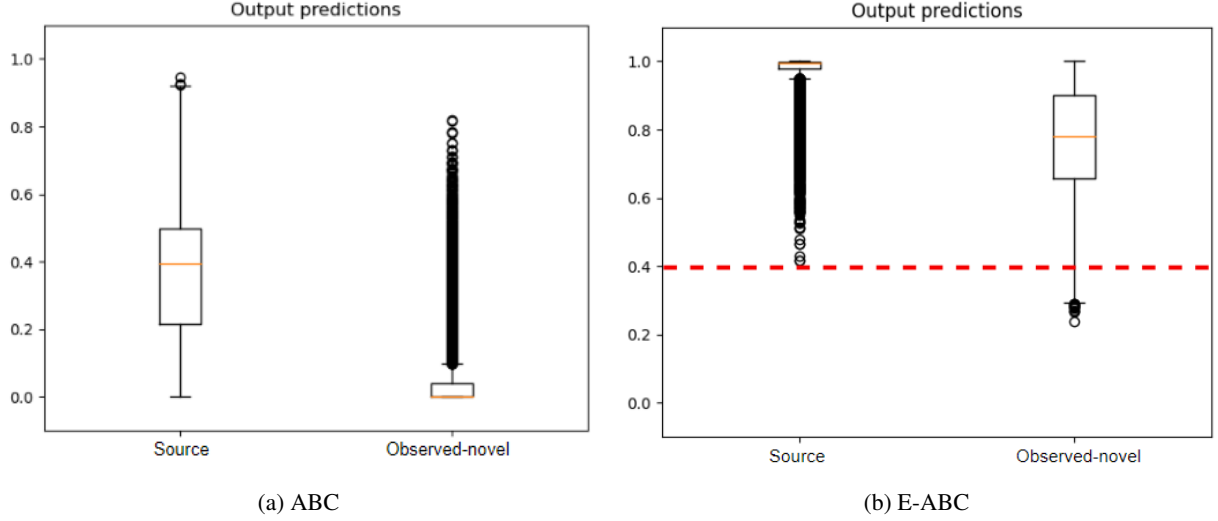 Output predictions
1.0
0.8
0.6
0.4
0.2
0.0
Source Observed-novel
(a) ABC
Output predictions
1.0
0.8
0.6
0.4
0.2
0.0
Source Observed-novel
(b) E-ABC